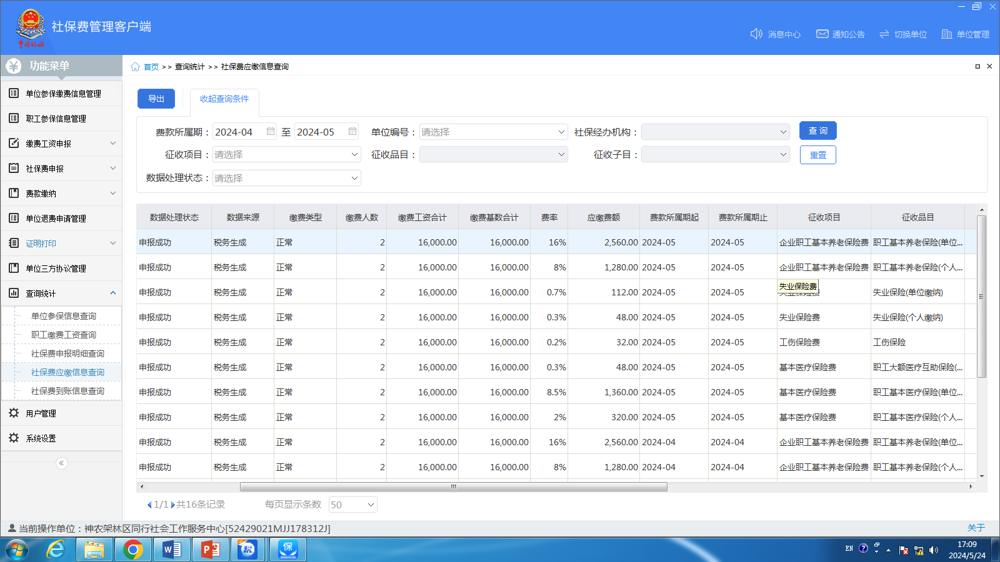 社保费管理客户端
消息中心 通知公告 切换单位 单位管理
功能菜单
首页 >> 查询统计 >> 社保费应缴信息查询
单位参保缴费信息管理
职工参保信息管理
缴费工资申报
社保费申报
费款缴纳
单位退费申请管理
证明打印
单位三方协议管理
查询统计
单位参保信息查询
职工缴费工资查询
社保费申报明细查询
社保费应缴信息查询
社保费到账信息查询
用户管理
系统设置
导出 收起查询条件
费款所属期： 2024-04 至 2024-05 单位编号： 请选择 社保经办机构： 查 询
征收项目： 请选择 征收品目： 征收子目： 重置
数据处理状态： 请选择
数据处理状态 数据来源 缴费类型 缴费人数 缴费工资合计 缴费基数合计 费率 应缴费额 费款所属期起 费款所属期止 征收项目 征收品目
申报成功 税务生成 正常 2 16,000.00 16,000.00 16% 2,560.00 2024-05 2024-05 企业职工基本养老保险费 职工基本养老保险(单位...
申报成功 税务生成 正常 2 16,000.00 16,000.00 8% 1,280.00 2024-05 2024-05 企业职工基本养老保险费 职工基本养老保险(个人...
失业保险费
申报成功 税务生成 正常 2 16,000.00 16,000.00 0.7% 112.00 2024-05 2024-05 失业保险费 失业保险(单位缴纳)
申报成功 税务生成 正常 2 16,000.00 16,000.00 0.3% 48.00 2024-05 2024-05 失业保险费 失业保险(个人缴纳)
申报成功 税务生成 正常 2 16,000.00 16,000.00 0.2% 32.00 2024-05 2024-05 工伤保险费 工伤保险
申报成功 税务生成 正常 2 16,000.00 16,000.00 0.3% 48.00 2024-05 2024-05 基本医疗保险费 职工大额医疗互助保险(...
申报成功 税务生成 正常 2 16,000.00 16,000.00 8.5% 1,360.00 2024-05 2024-05 基本医疗保险费 职工基本医疗保险(单位...
申报成功 税务生成 正常 2 16,000.00 16,000.00 2% 320.00 2024-05 2024-05 基本医疗保险费 职工基本医疗保险(个人...
申报成功 税务生成 正常 2 16,000.00 16,000.00 16% 2,560.00 2024-04 2024-04 企业职工基本养老保险费 职工基本养老保险(单位...
申报成功 税务生成 正常 2 16,000.00 16,000.00 8% 1,280.00 2024-04 2024-04 企业职工基本养老保险费 职工基本养老保险(个人...
1/1 共16条记录 每页显示条数 50
当前操作单位：神农架林区同行社会工作服务中心[52429021MJJ178312J] 关于
EN
17:09
2024/5/24